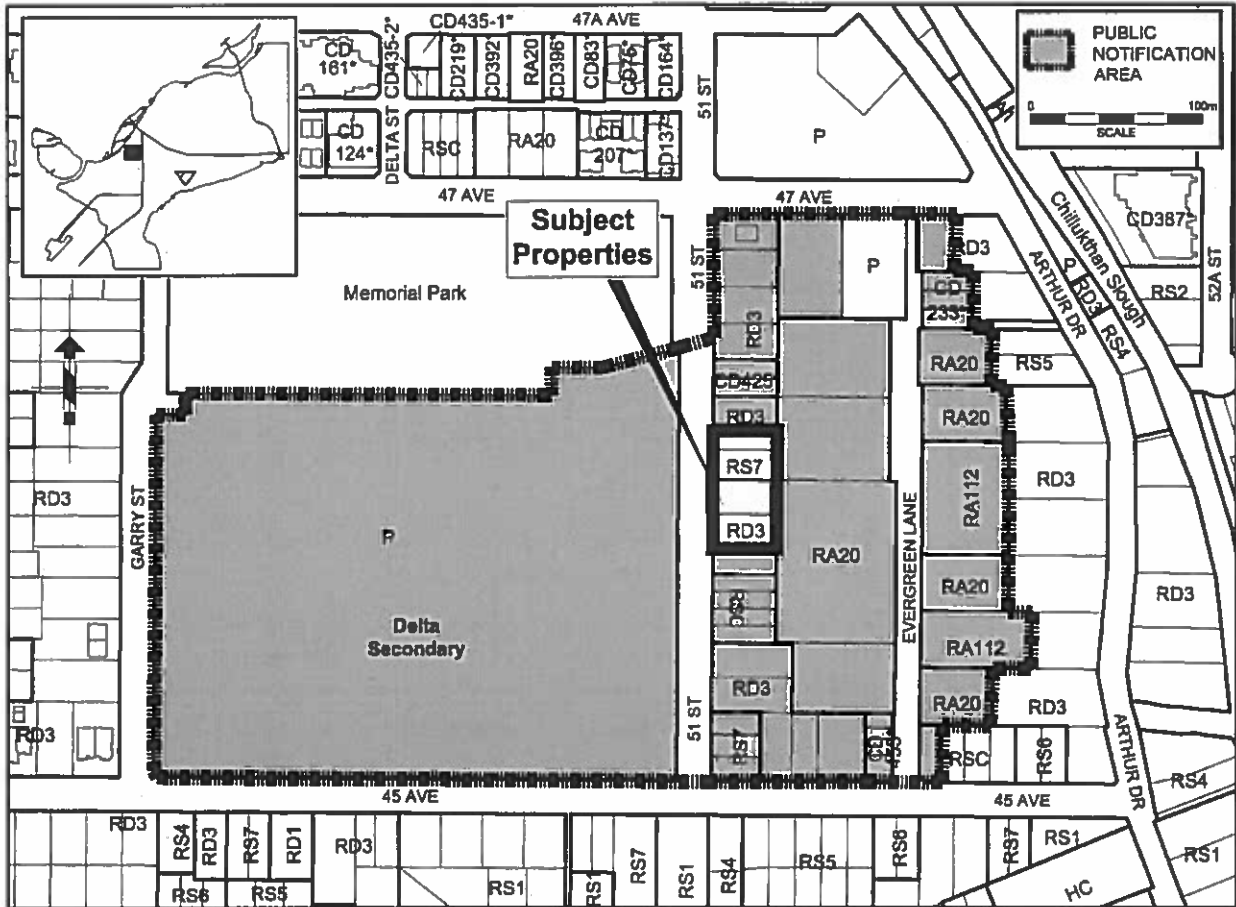 CD435-1*
47A AVE
CD
161*
CD435-2*
CD219*
CD392*
RA20
CD396*
CD83*
CD76*
CD164*
PUBLIC
NOTIFICATION
AREA
0
100m
SCALE
51 ST
P
CD
124*
DELTA ST
RSC
RA20
CD
207
CD137*
47 AVE
47 AVE
Subject
Properties
Memorial Park
51 ST
RD3
P
RD3
CD
233*
ARTHUR DR
P
RD3
RS4
Chillukthan Slough
CD387*
RS2
52A ST
CD425
RD3
RA20
RS5
RA20
RS7
RD3
RD3
GARRY ST
P
RA112
RD3
RA20
EVERGREEN LANE
RA20
RD3
Delta
Secondary
RA112
RD3
RA20
RD3
RD3
51 ST
RS7
CD
RSC
RS6
ARTHUR DR
RS4
45 AVE
45 AVE
RD3
RS4
RD3
RS7
RD1
RD3
RS6
RS5
RS1
RS1
RS7
RS1
RS4
RS5
RS6
RS7
RS1
RS1
HC